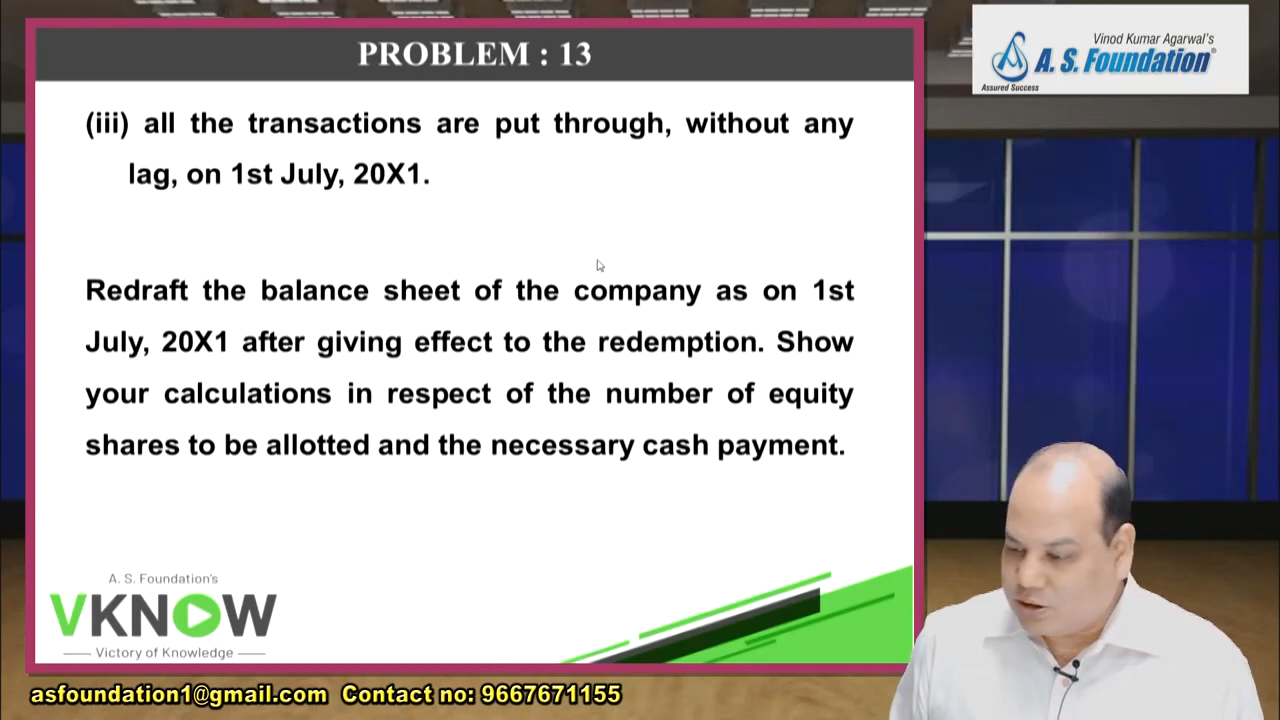 PROBLEM : 13
Vinod Kumar Agarwal's
A. S. Foundation®
Assured Success
(iii) all the transactions are put through, without any
lag, on 1st July, 20X1.
Redraft the balance sheet of the company as on 1st
July, 20X1 after giving effect to the redemption. Show
your calculations in respect of the number of equity
shares to be allotted and the necessary cash payment.
A. S. Foundation's
VKNOW
Victory of Knowledge
asfoundation1@gmail.com Contact no: 9667671155